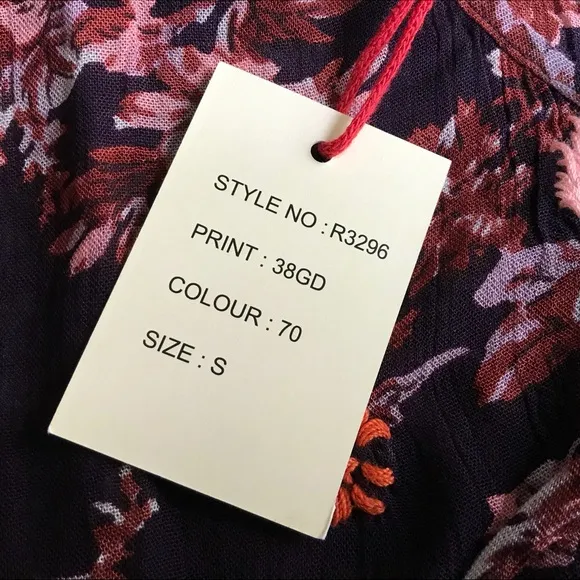 STYLE NO : R3296
PRINT : 38GD
COLOUR : 70
SIZE : S